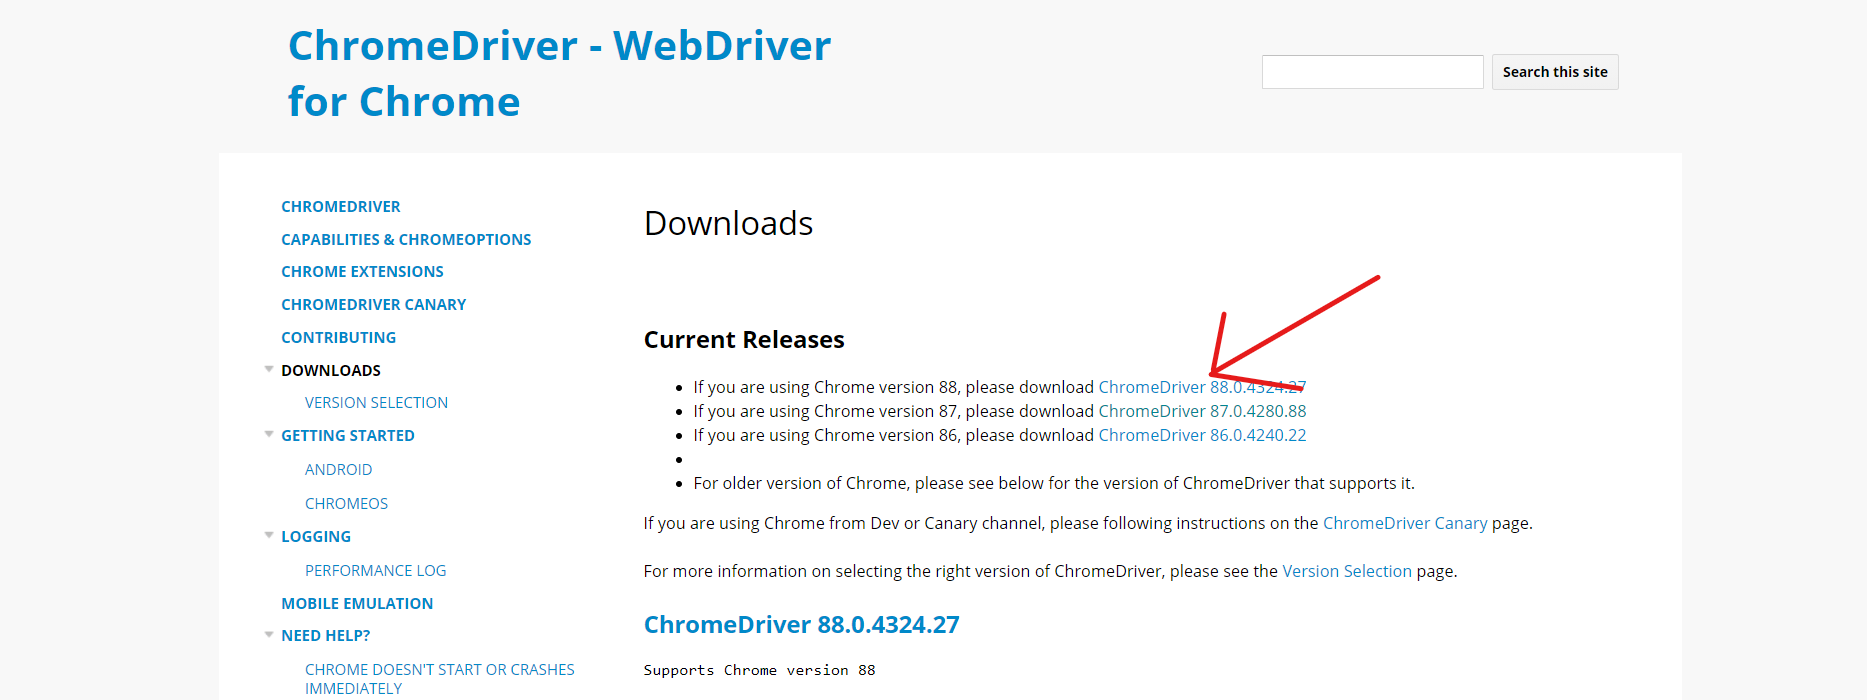 ChromeDriver - WebDriver
for Chrome
Search this site
CHROMEDRIVER
CAPABILITIES & CHROMEOPTIONS
CHROME EXTENSIONS
CHROMEDRIVER CANARY
CONTRIBUTING
DOWNLOADS
VERSION SELECTION
GETTING STARTED
ANDROID
CHROMEOS
LOGGING
PERFORMANCE LOG
MOBILE EMULATION
NEED HELP?
CHROME DOESN'T START OR CRASHES
IMMEDIATELY
Downloads
Current Releases
If you are using Chrome version 88, please download ChromeDriver 88.0.4324.27
If you are using Chrome version 87, please download ChromeDriver 87.0.4280.88
If you are using Chrome version 86, please download ChromeDriver 86.0.4240.22
For older version of Chrome, please see below for the version of ChromeDriver that supports it.
If you are using Chrome from Dev or Canary channel, please following instructions on the ChromeDriver Canary page.
For more information on selecting the right version of ChromeDriver, please see the Version Selection page.
ChromeDriver 88.0.4324.27
Supports Chrome version 88